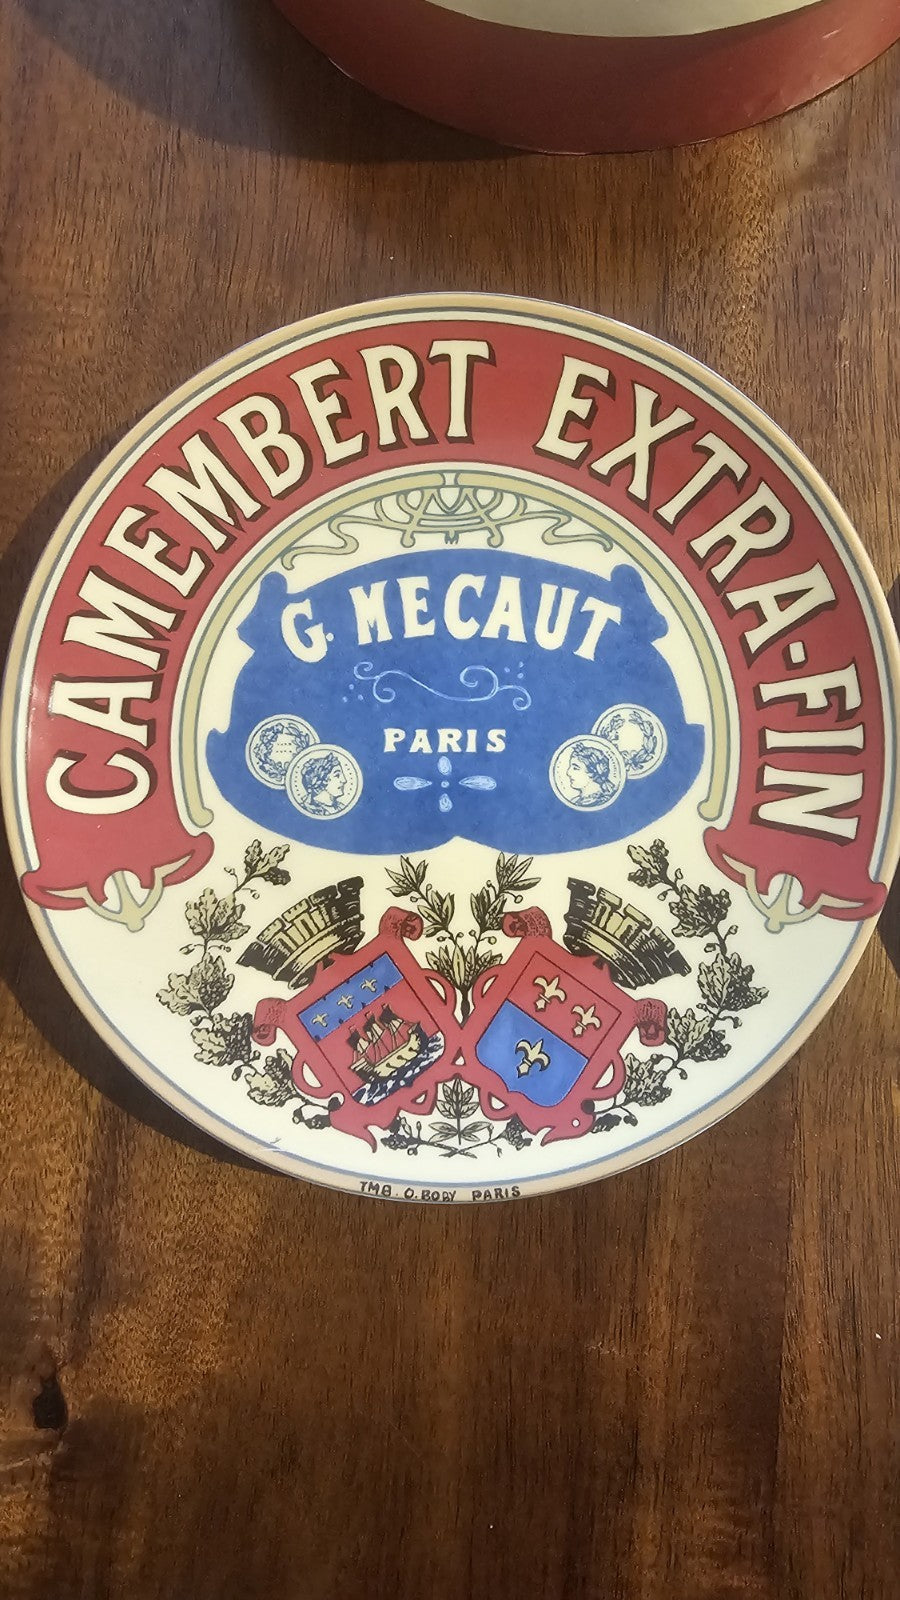 CAMEMBERT EXTRA-FIN
G. MECAUT
PARIS
TMB. O. BOBY PARIS